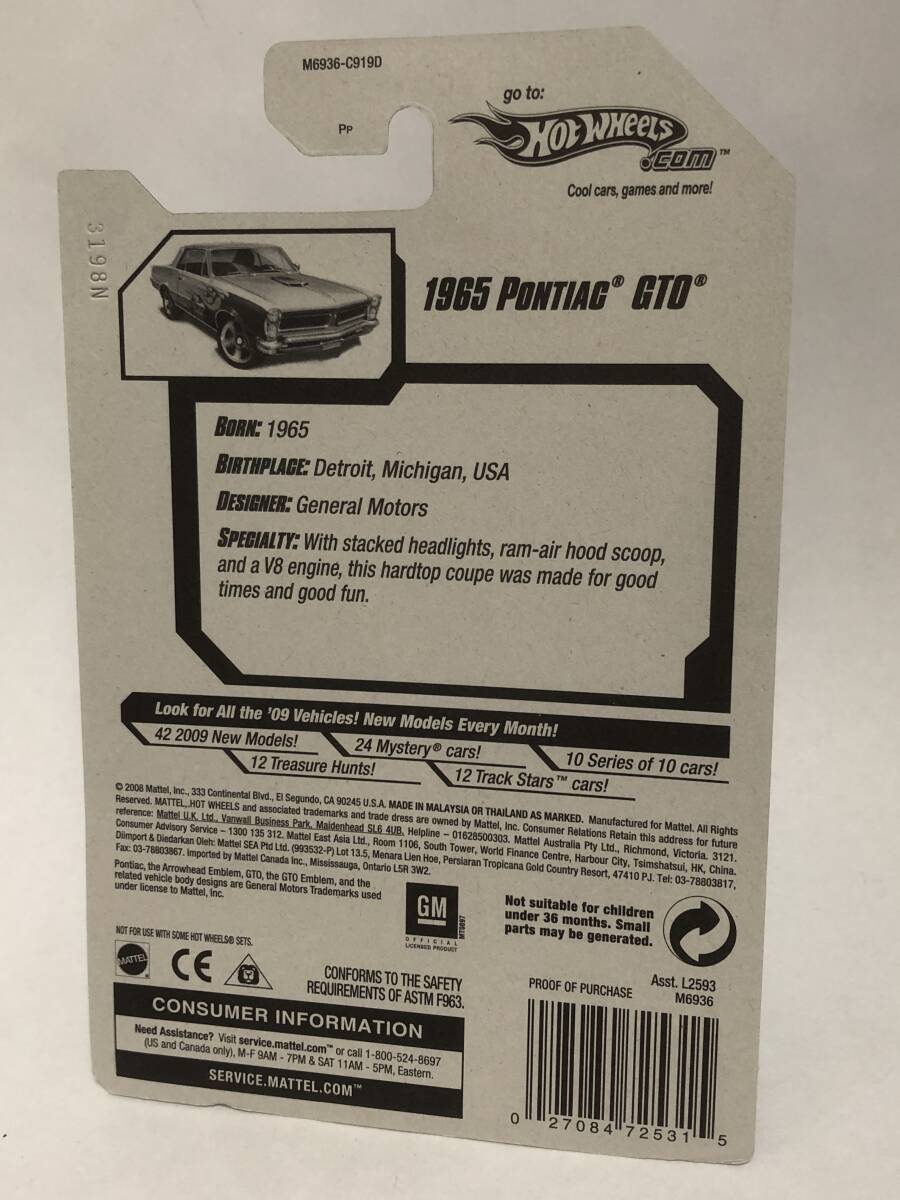 M6936-C919D
PP
go to:
HOT WHEELS
.COM™
Cool cars, games and more!
3198N
1965 PONTIAC® GTO®
BORN: 1965
BIRTHPLACE: Detroit, Michigan, USA
DESIGNER: General Motors
SPECIALTY: With stacked headlights, ram-air hood scoop,
and a V8 engine, this hardtop coupe was made for good
times and good fun.
Look for All the '09 Vehicles! New Models Every Month!
42 2009 New Models!
24 Mystery® cars!
10 Series of 10 cars!
12 Treasure Hunts!
12 Track Stars™ cars!
© 2008 Mattel, Inc., 333 Continental Blvd., El Segundo, CA 90245 U.S.A. MADE IN MALAYSIA OR THAILAND AS MARKED. Manufactured for Mattel. All Rights
Reserved. MATTEL, HOT WHEELS and associated trademarks and trade dress are owned by Mattel, Inc. Consumer Relations Retain this address for future
reference: Mattel U.K. Ltd., Vanwall Business Park, Maidenhead SL6 4UB. Helpline – 01628500303. Mattel Australia Pty Ltd., Richmond, Victoria. 3121.
Consumer Advisory Service – 1300 135 312. Mattel East Asia Ltd., Room 1106, South Tower, World Finance Centre, Harbour City, Tsimshatsui, HK, China.
Diimport & Diedarkan Oleh: Mattel SEA Ptd Ltd. (993532-P) Lot 13.5, Menara Lien Hoe, Persiaran Tropicana Gold Country Resort, 47410 PJ. Tel: 03-78803817,
Fax: 03-78803867. Imported by Mattel Canada Inc., Mississauga, Ontario L5R 3W2.
Pontiac, the Arrowhead Emblem, GTO, the GTO Emblem, and the
related vehicle body designs are General Motors Trademarks used
under license to Mattel, Inc.
GM
OFFICIAL
LICENSED PRODUCT
MT0897
Not suitable for children
under 36 months. Small
parts may be generated.
NOT FOR USE WITH SOME HOT WHEELS® SETS.
MATTEL
CE
CONFORMS TO THE SAFETY
REQUIREMENTS OF ASTM F963.
PROOF OF PURCHASE
Asst. L2593
M6936
CONSUMER INFORMATION
Need Assistance? Visit service.mattel.com™ or call 1-800-524-8697
(US and Canada only), M-F 9AM - 7PM & SAT 11AM - 5PM, Eastern.
SERVICE.MATTEL.COM™
0 27084 72531 5